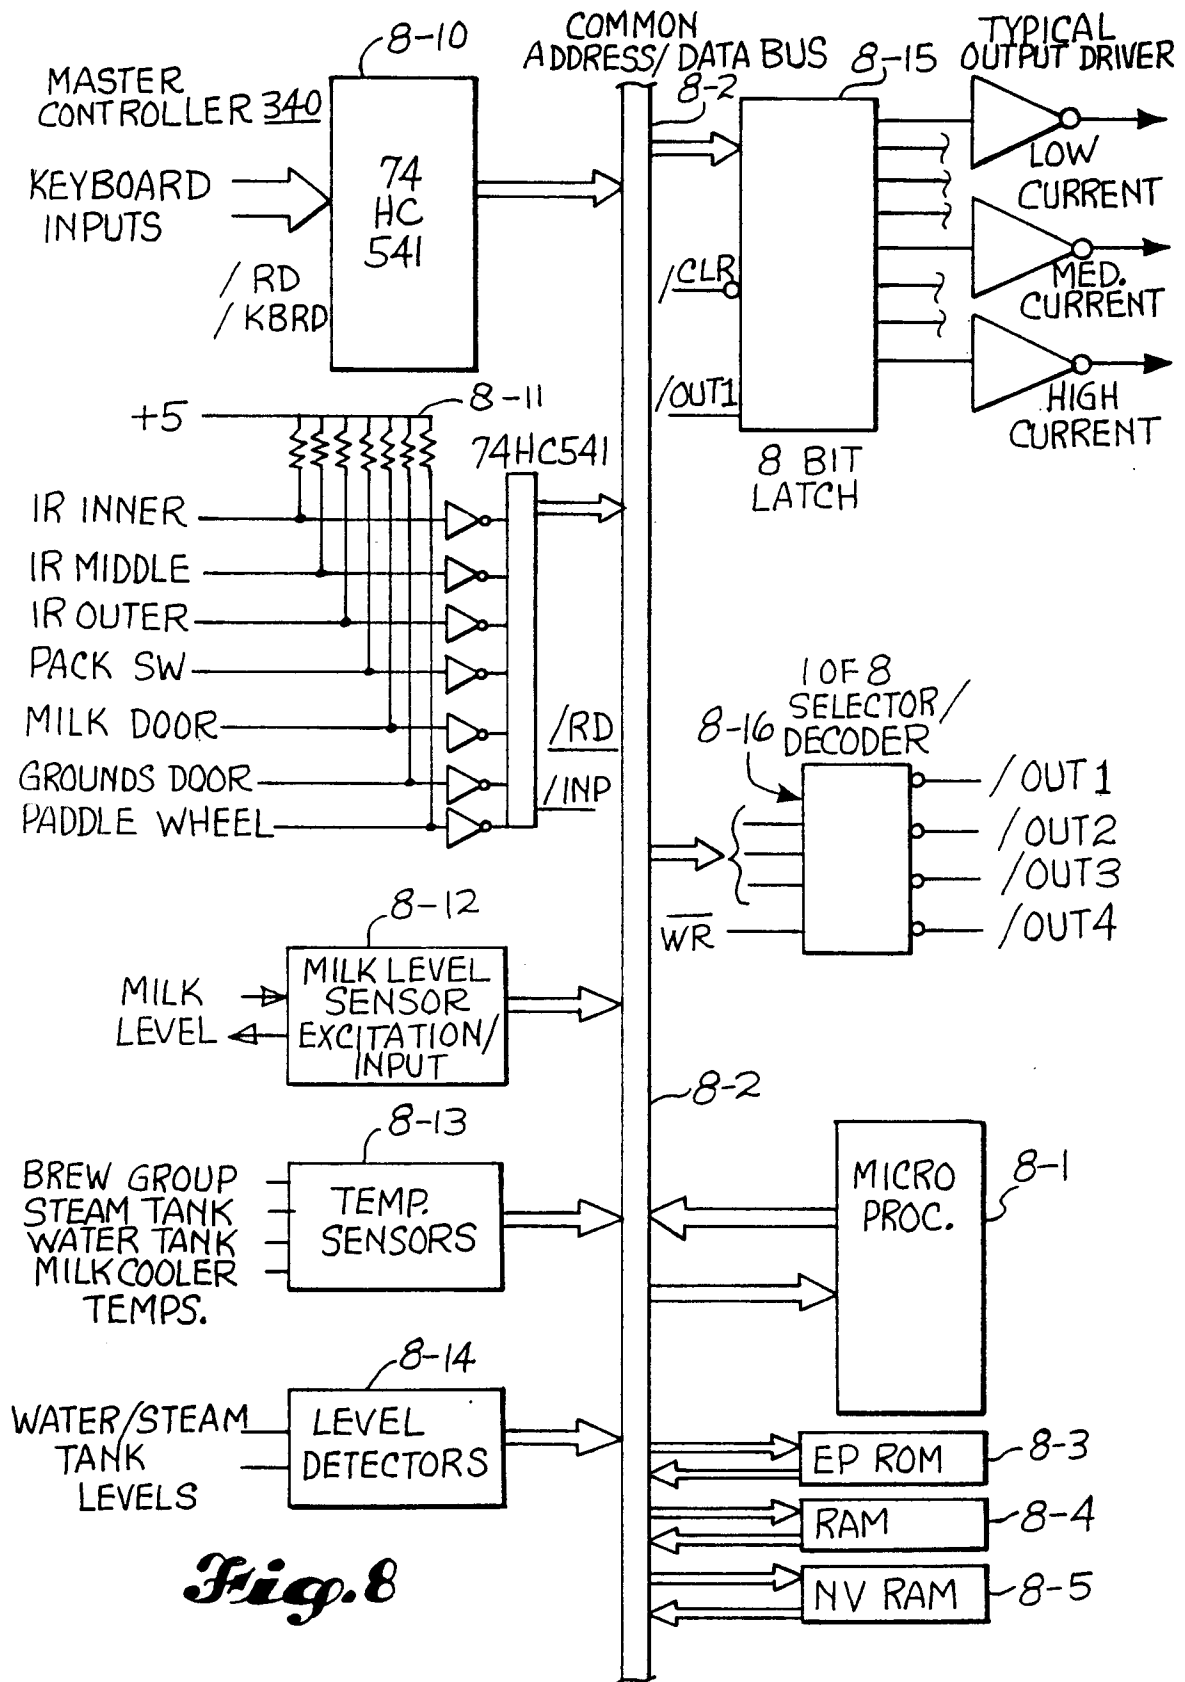 8-10
COMMON
ADDRESS/DATA BUS
8-2
8-15
TYPICAL
OUTPUT DRIVER
MASTER
CONTROLLER 340
KEYBOARD
INPUTS
74
HC
541
/RD
/KBRD
LOW
CURRENT
/CLR
MED.
CURRENT
/OUT1
HIGH
CURRENT
8 BIT
LATCH
+5
8-11
74HC541
IR INNER
IR MIDDLE
IR OUTER
PACK SW
MILK DOOR
GROUNDS DOOR
PADDLE WHEEL
/RD
/INP
1 OF 8
SELECTOR/
DECODER
8-16
/OUT1
/OUT2
/OUT3
/OUT4
WR
8-12
MILK
LEVEL
MILK LEVEL
SENSOR
EXCITATION/
INPUT
8-2
8-13
BREW GROUP
STEAM TANK
WATER TANK
MILK COOLER
TEMPS.
TEMP.
SENSORS
MICRO
PROC.
8-1
8-14
WATER/STEAM
TANK
LEVELS
LEVEL
DETECTORS
EP ROM
8-3
RAM
8-4
NV RAM
8-5
Fig. 8